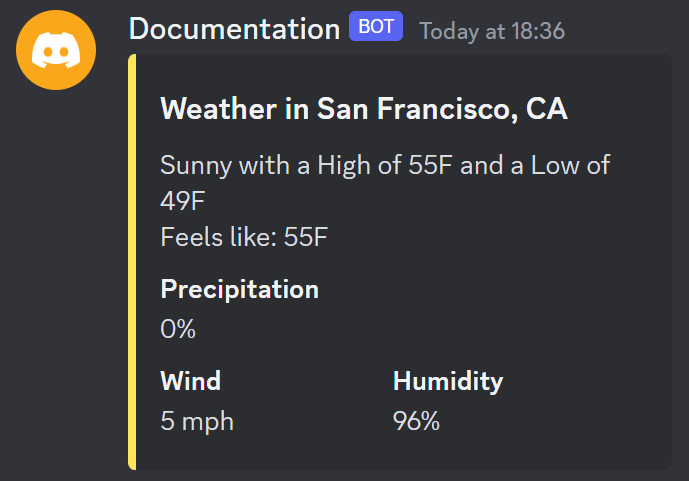 Documentation BOT Today at 18:36
Weather in San Francisco, CA
Sunny with a High of 55F and a Low of
49F
Feels like: 55F
Precipitation
0%
Wind Humidity
5 mph 96%